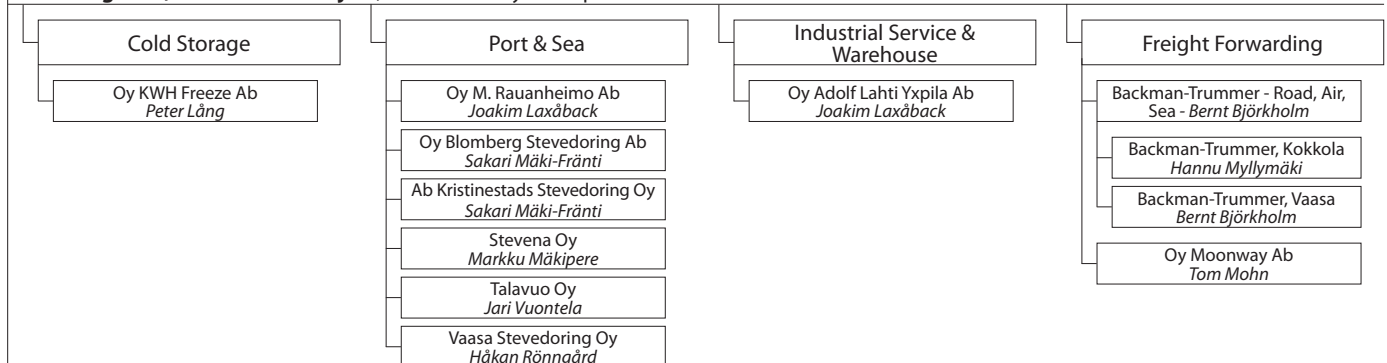 Cold Storage
Oy KWH Freeze Ab
Peter Lång
Port & Sea
Oy M. Rauanheimo Ab
Joakim Laxåback
Oy Blomberg Stevedoring Ab
Sakari Mäki-Fränti
Ab Kristinestads Stevedoring Oy
Sakari Mäki-Fränti
Stevena Oy
Markku Mäkipere
Talavuo Oy
Jari Vuontela
Vaasa Stevedoring Oy
Håkan Rönngård
Industrial Service &
Warehouse
Oy Adolf Lahti Yxpila Ab
Joakim Laxåback
Freight Forwarding
Backman-Trummer - Road, Air,
Sea - Bernt Björkholm
Backman-Trummer, Kokkola
Hannu Myllymäki
Backman-Trummer, Vaasa
Bernt Björkholm
Oy Moonway Ab
Tom Mohn